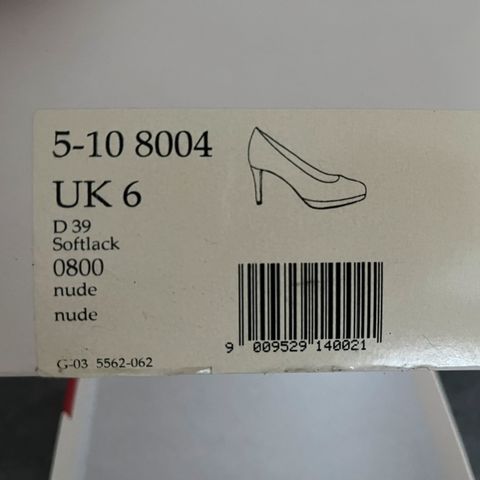 5-10 8004
UK 6
D 39
Softlack
0800
nude
nude
G-03 5562-062
9 009529 140021